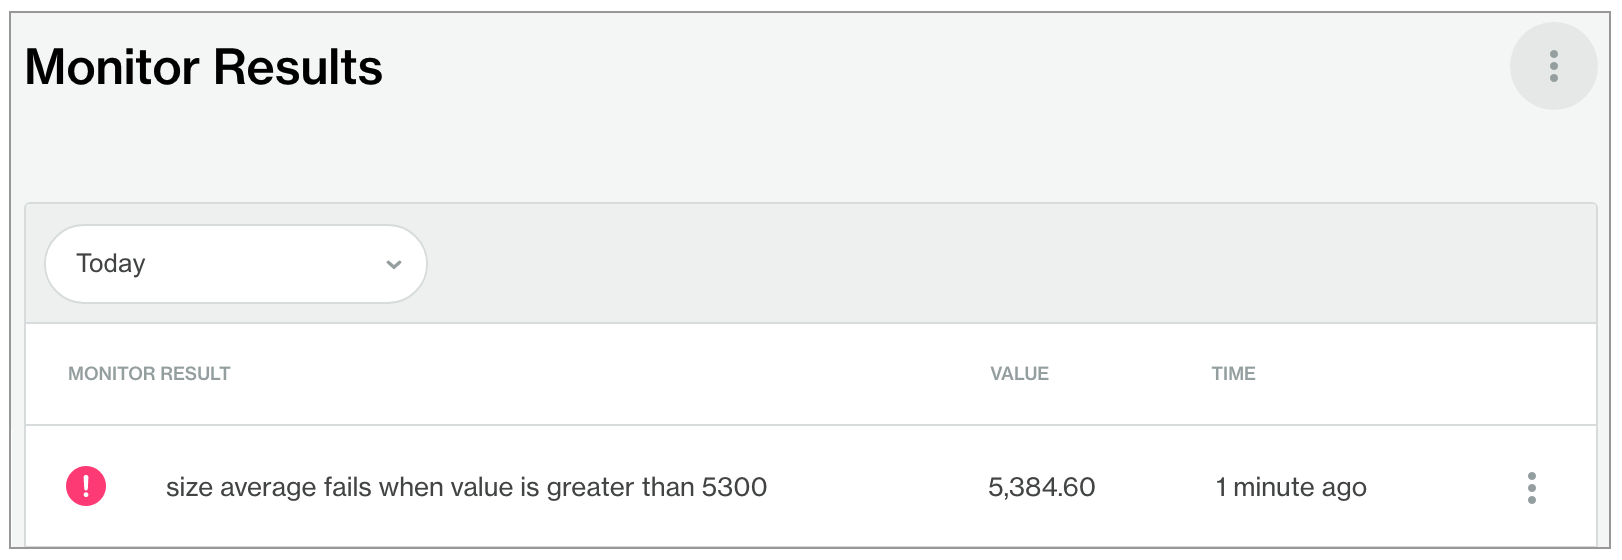 Monitor Results
Today
MONITOR RESULT VALUE TIME
! size average fails when value is greater than 5300 5,384.60 1 minute ago